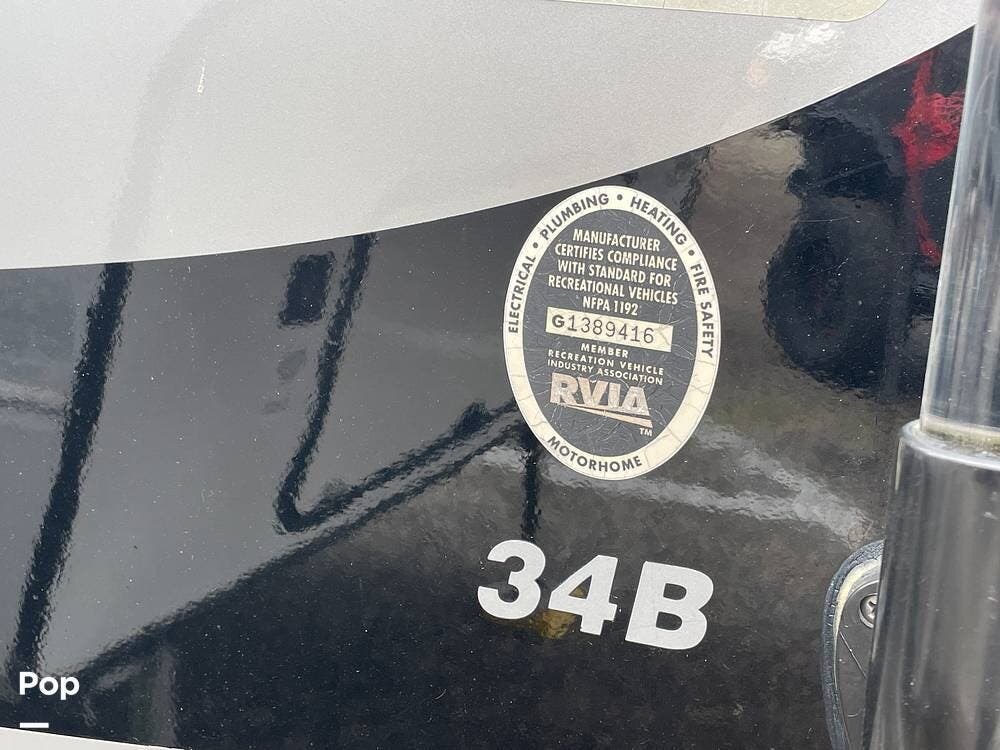 ELECTRICAL • PLUMBING • HEATING • FIRE SAFETY
MANUFACTURER
CERTIFIES COMPLIANCE
WITH STANDARD FOR
RECREATIONAL VEHICLES
NFPA 1192
G1389416
MEMBER
RECREATION VEHICLE
INDUSTRY ASSOCIATION
RVIA
TM
MOTORHOME
34B
Pop